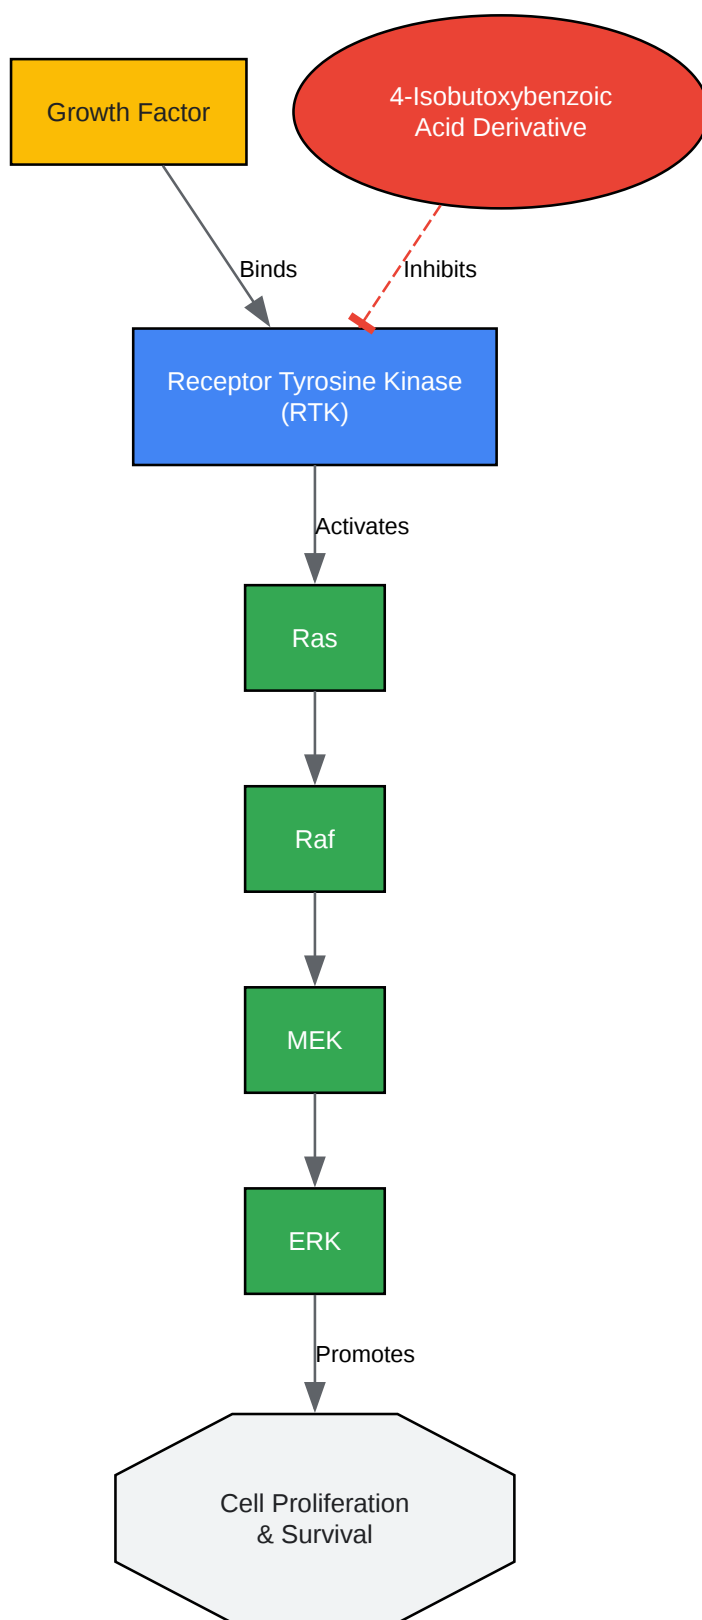 Growth Factor
4-Isobutoxybenzoic
Acid Derivative
Binds
Inhibits
Receptor Tyrosine Kinase
(RTK)
Activates
Ras
Raf
MEK
ERK
Promotes
Cell Proliferation
& Survival